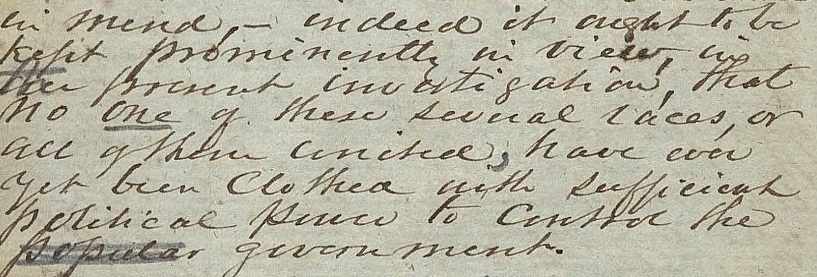 in mind, – indeed it ought to be
kept prominently in view, in
the present investigation, that
no one of these several races, or
all of them united, have ever
yet been clothed with sufficient
political power to control the
popular government.